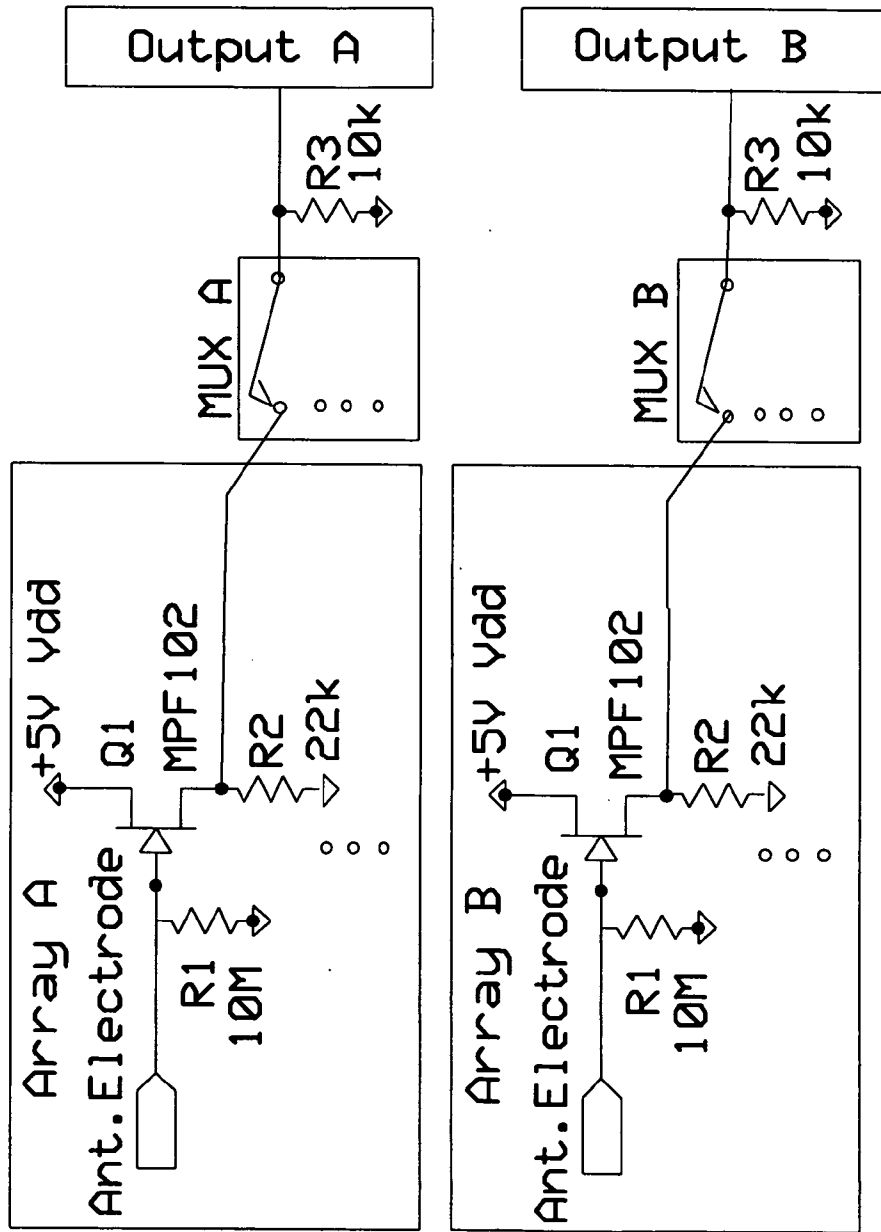 Output A
R3
10k
MUX A
+5V Vdd
Q1
MPF102
R2
22k
Array A
Ant.Electrode
R1
10M
Output B
R3
10k
MUX B
+5V Vdd
Q1
MPF102
R2
22k
Array B
Ant.Electrode
R1
10M